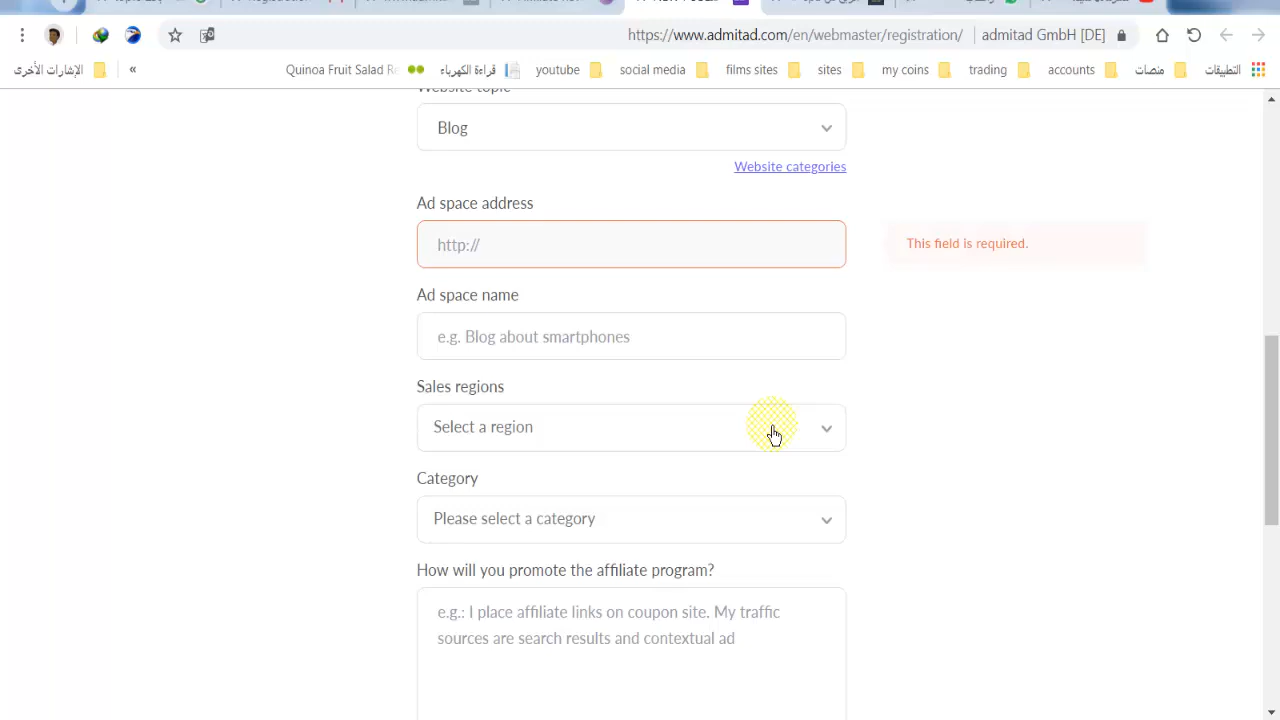 https://www.admitad.com/en/webmaster/registration/ admitad GmbH [DE]
الإشارات الأخرى « Quinoa Fruit Salad Re قراءة الكهرباء youtube social media films sites sites my coins trading accounts منصات التطبيقات
Website topic
Blog
Website categories
Ad space address
http://
This field is required.
Ad space name
e.g. Blog about smartphones
Sales regions
Select a region
Category
Please select a category
How will you promote the affiliate program?
e.g.: I place affiliate links on coupon site. My traffic
sources are search results and contextual ad